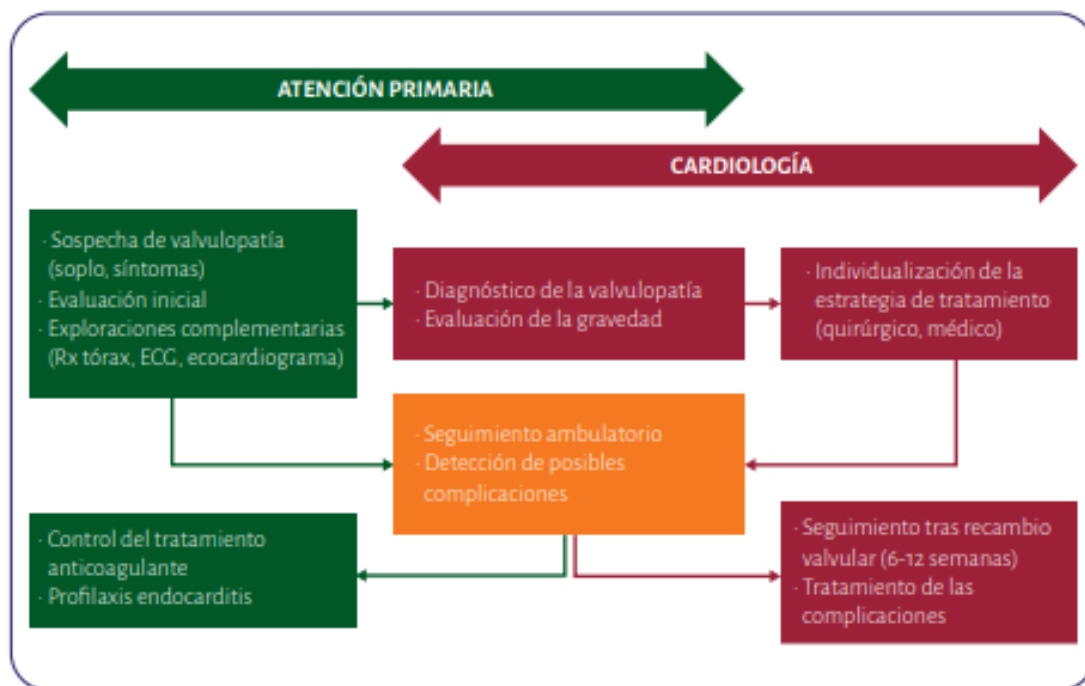 ATENCIÓN PRIMARIA
CARDIOLOGÍA
· Sospecha de valvulopatía
(soplo, síntomas)
· Evaluación inicial
· Exploraciones complementarias
(Rx tórax, ECG, ecocardiograma)
· Diagnóstico de la valvulopatía
· Evaluación de la gravedad
· Individualización de la
estrategia de tratamiento
(quirúrgico, médico)
· Seguimiento ambulatorio
· Detección de posibles
complicaciones
· Control del tratamiento
anticoagulante
· Profilaxis endocarditis
· Seguimiento tras recambio
valvular (6-12 semanas)
· Tratamiento de las
complicaciones